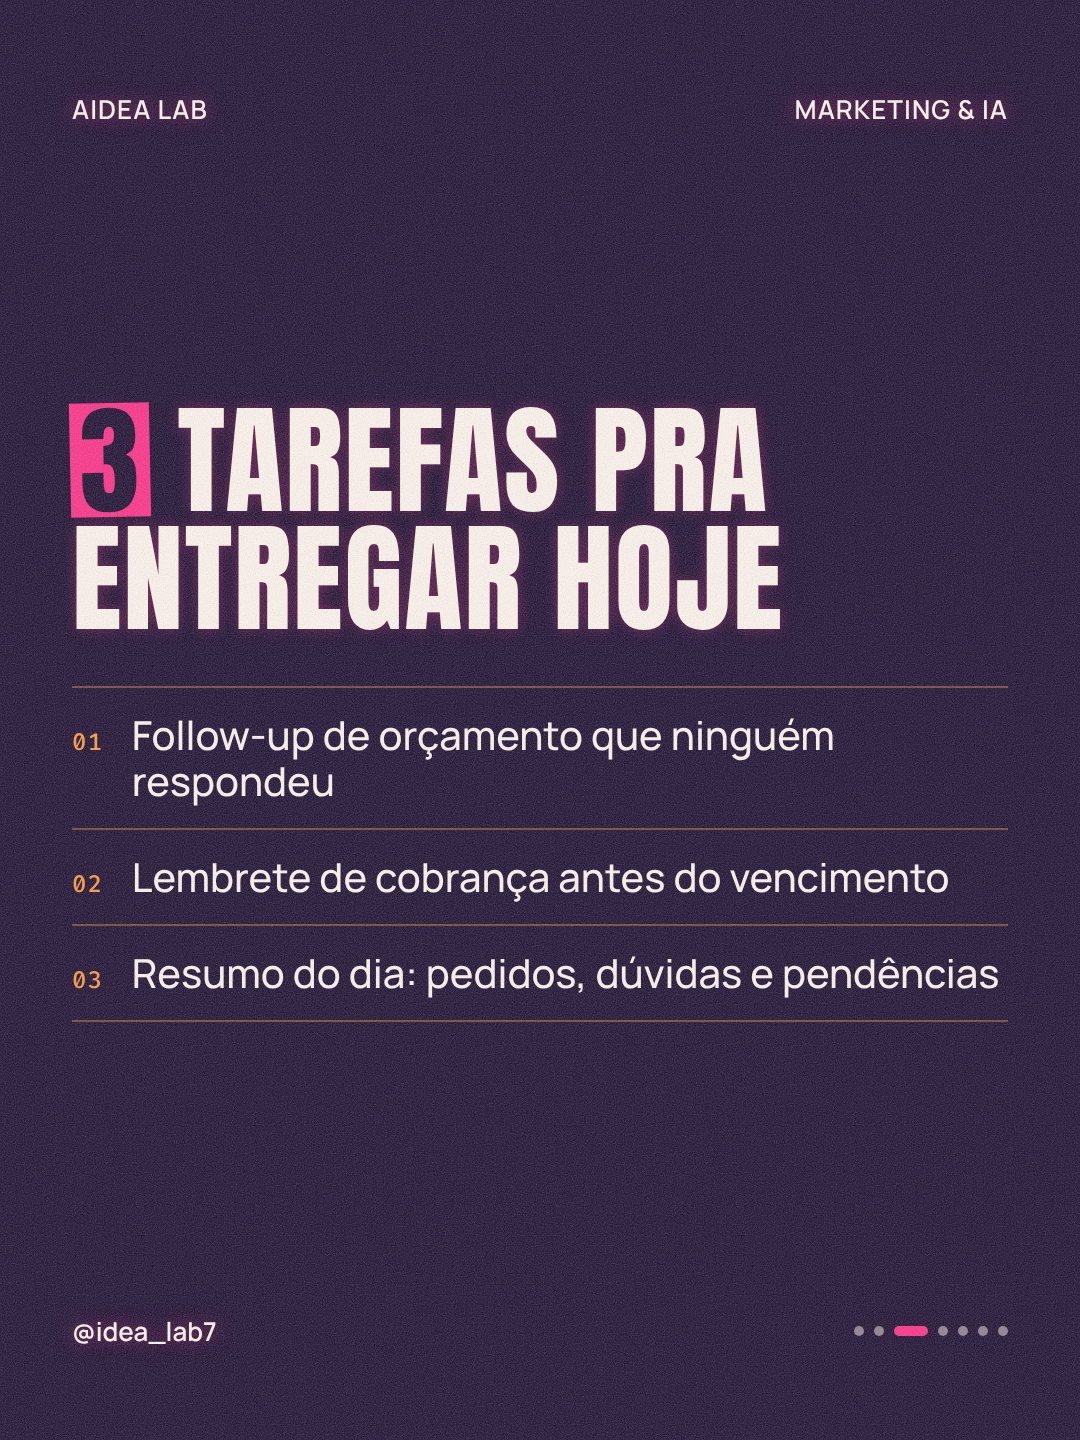 AIDEA LAB
MARKETING & IA
3 TAREFAS PRA
ENTREGAR HOJE
01 Follow-up de orçamento que ninguém
respondeu
02 Lembrete de cobrança antes do vencimento
03 Resumo do dia: pedidos, dúvidas e pendências
@idea_lab7